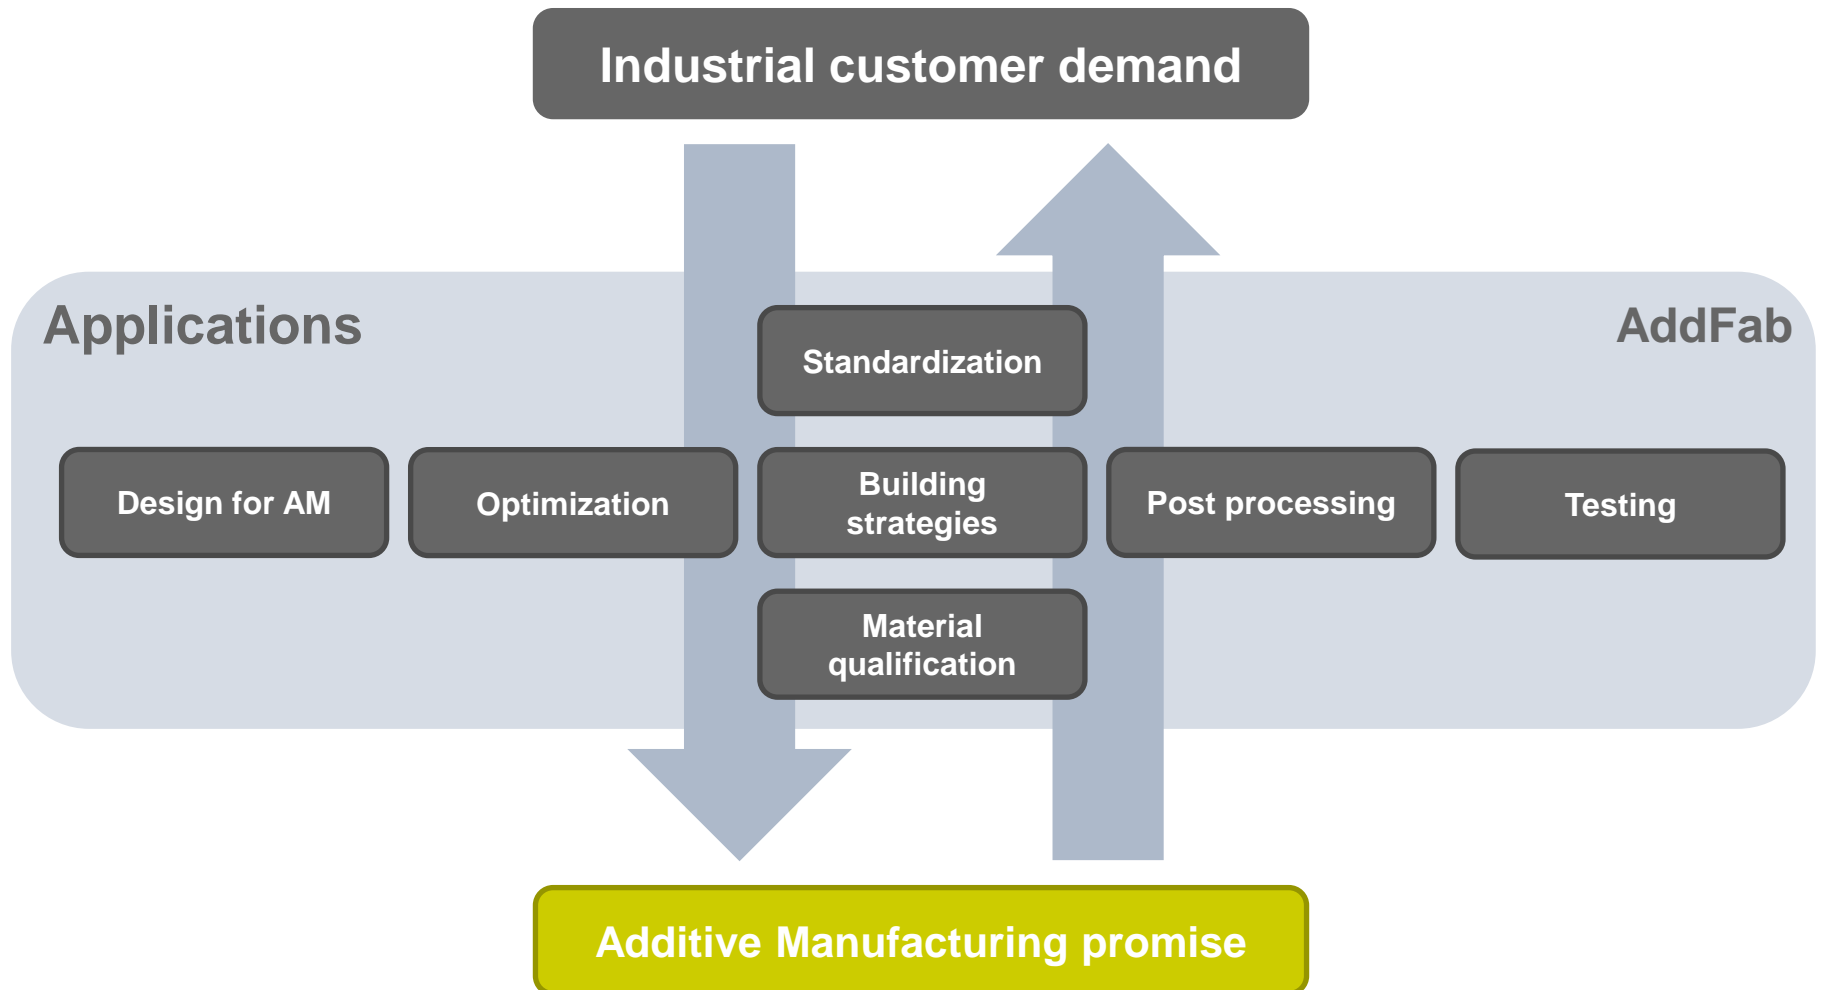 Industrial customer demand
Applications
AddFab
Standardization
Design for AM
Optimization
Building
strategies
Post processing
Testing
Material
qualification
Additive Manufacturing promise